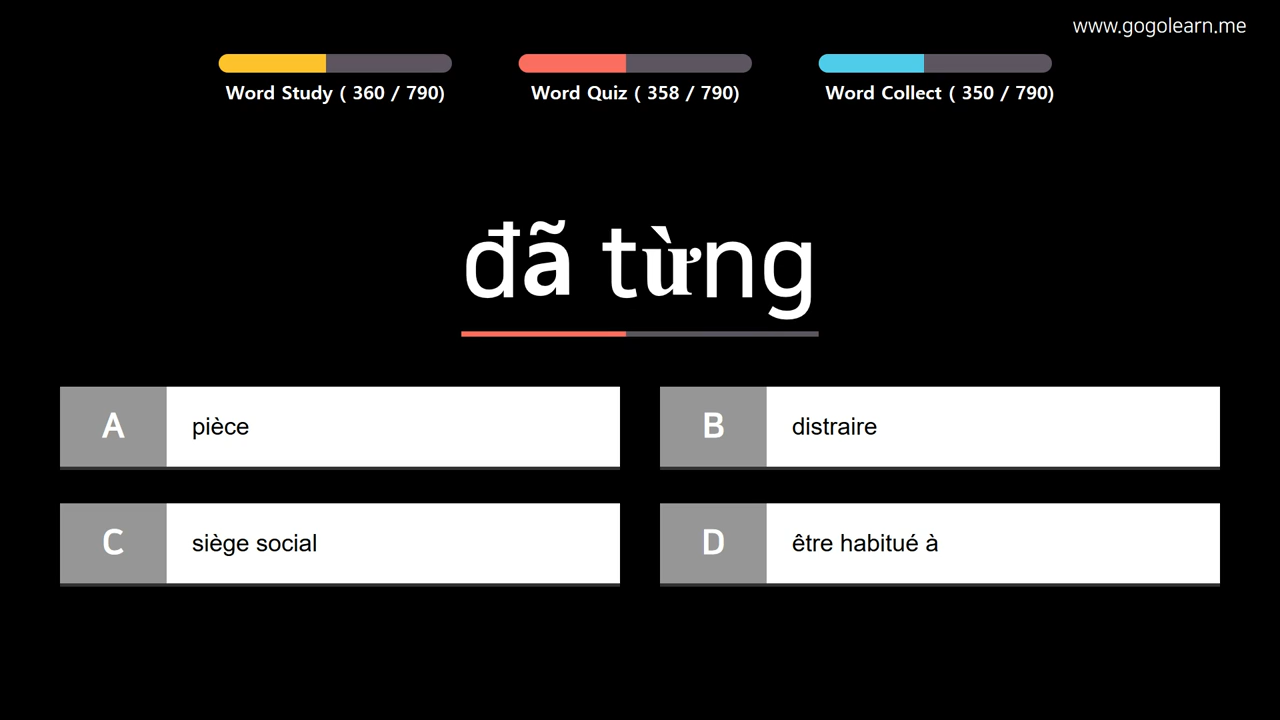 www.gogolearn.me
Word Study ( 360 / 790)
Word Quiz ( 358 / 790)
Word Collect ( 350 / 790)
đã từng
A pièce
B distraire
C siège social
D être habitué à